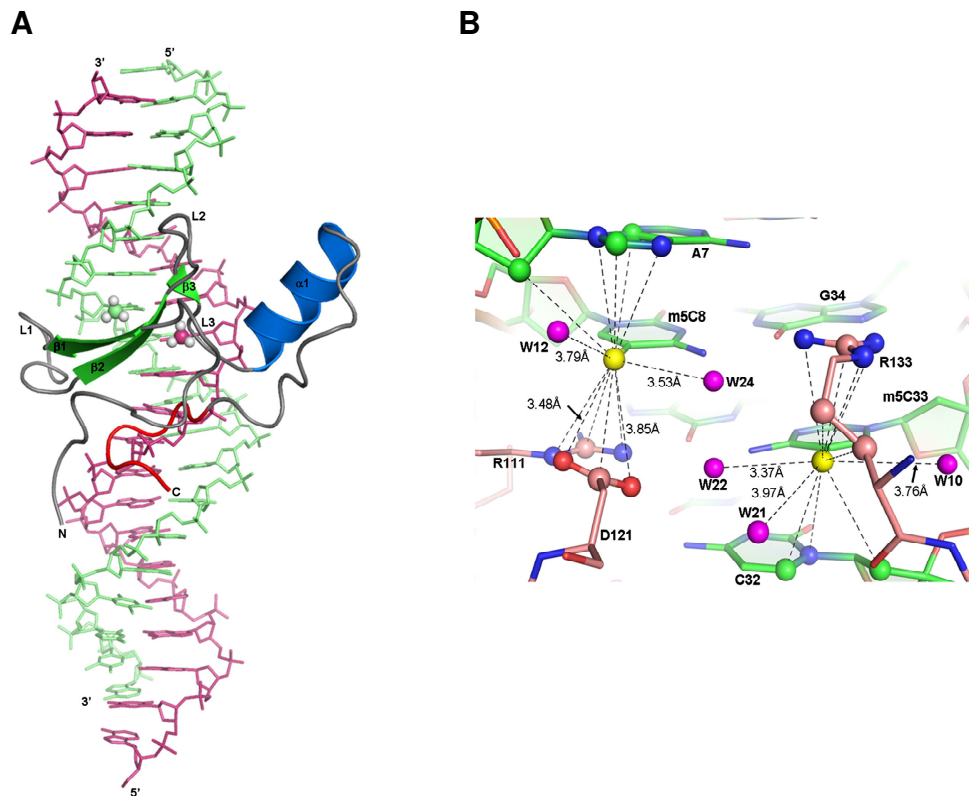 A
B
5'
3'
L2
α1
β3
L1
L3
β1
β2
C
N
3'
5'
A7
G34
m5C8
W12
3.79Å
R133
3.53Å
W24
m5C33
3.48Å
3.85Å
R111
W22
3.37Å
3.97Å
3.76Å
W10
W21
D121
C32